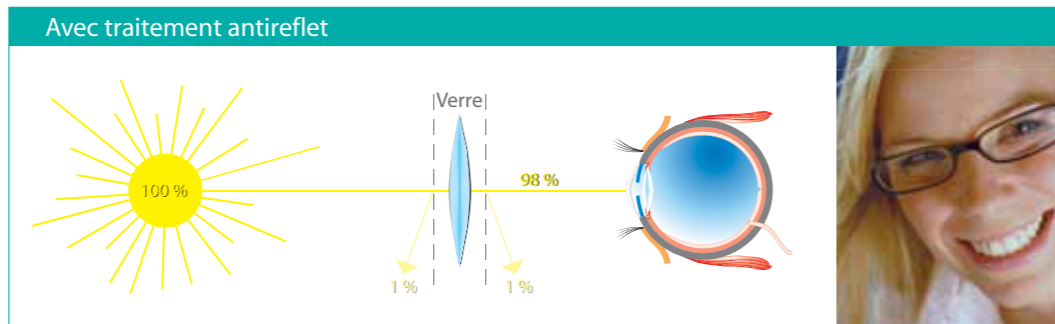 Avec traitement antireflet
Verre
100 %
98 %
1 %
1 %